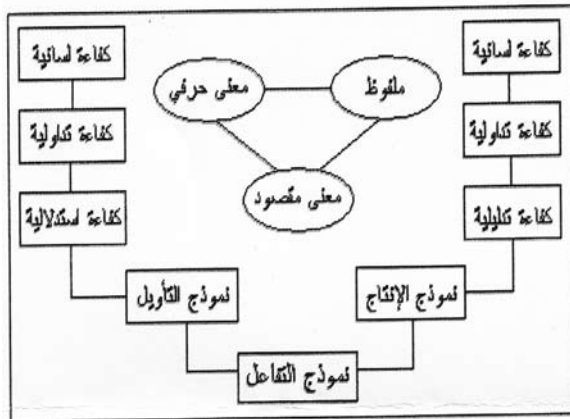 كفاءة لسانية
كفاءة لسانية
ملفوظ
معنى حرفي
كفاءة تداولية
كفاءة تداولية
معنى مقصود
كفاءة تدليلية
كفاءة استدلالية
نموذج الإنتاج
نموذج التأويل
نموذج التفاعل